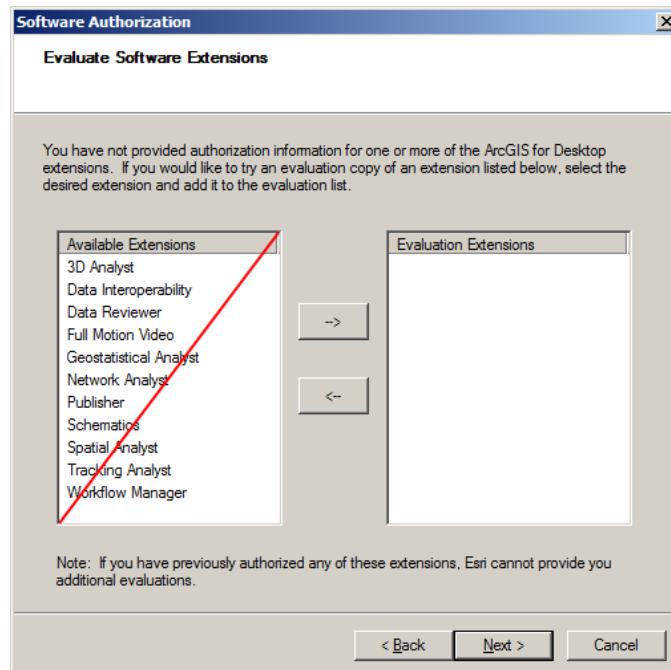 Software Authorization
Evaluate Software Extensions
You have not provided authorization information for one or more of the ArcGIS for Desktop
extensions. If you would like to try an evaluation copy of an extension listed below, select the
desired extension and add it to the evaluation list.
Available Extensions
3D Analyst
Data Interoperability
Data Reviewer
Full Motion Video
Geostatistical Analyst
Network Analyst
Publisher
Schematics
Spatial Analyst
Tracking Analyst
Workflow Manager
-->
<--
Evaluation Extensions
Note: If you have previously authorized any of these extensions, Esri cannot provide you
additional evaluations.
< Back
Next >
Cancel